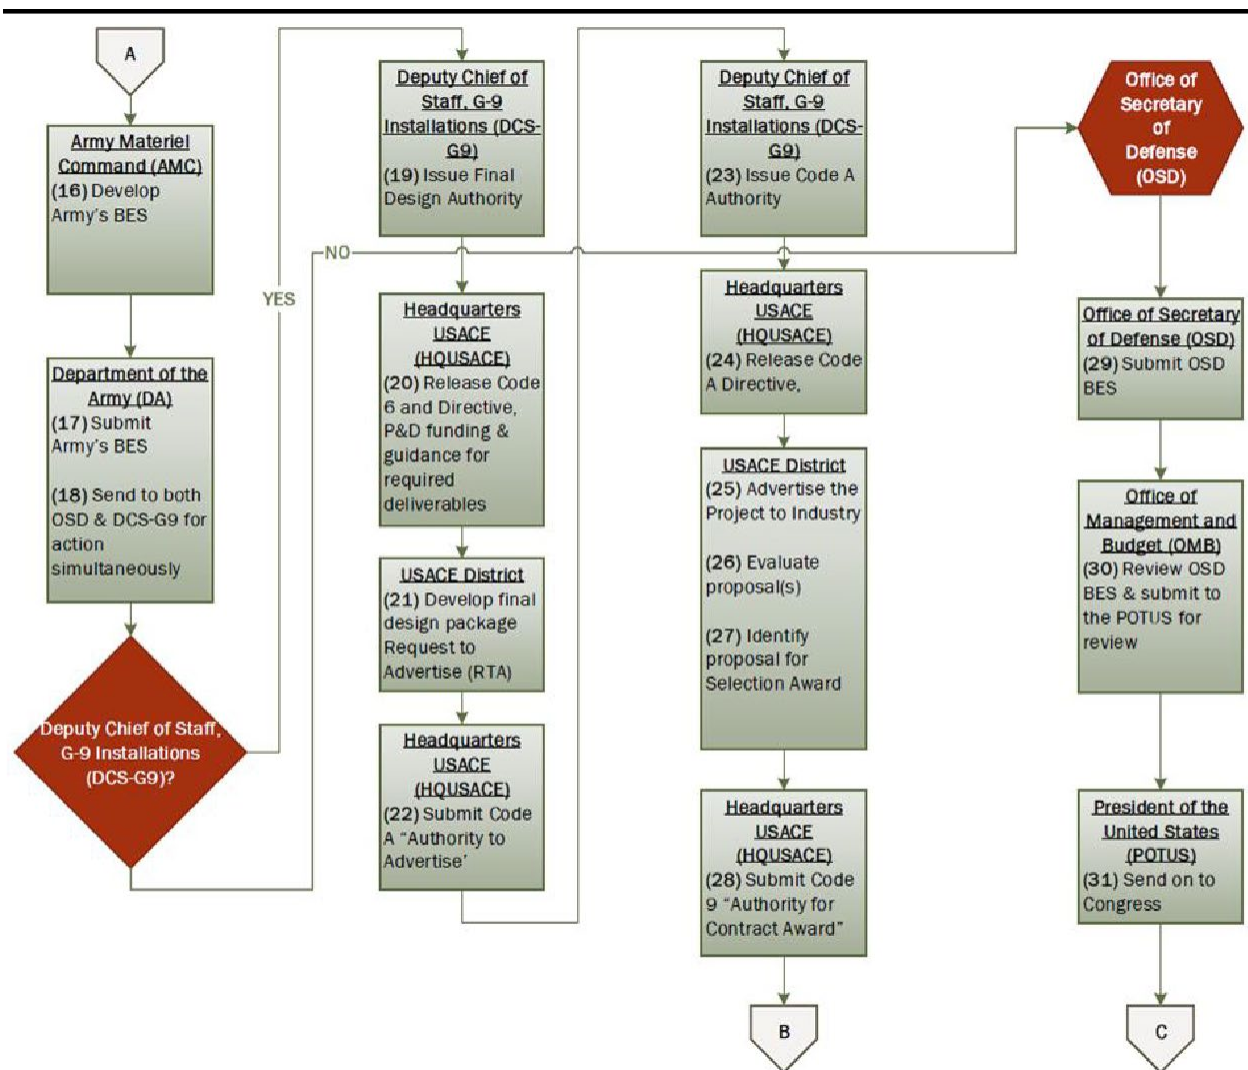 A
Army Materiel
Command (AMC)
(16) Develop
Army's BES
Department of the
Army (DA)
(17) Submit
Army's BES
(18) Send to both
OSD & DCS-G9 for
action
simultaneously
Deputy Chief of Staff,
G-9 Installations
(DCS-G9)?
YES
NO
Deputy Chief of
Staff, G-9
Installations (DCS-
G9)
(19) Issue Final
Design Authority
Headquarters
USACE
(HQUSACE)
(20) Release Code
6 and Directive,
P&D funding &
guidance for
required
deliverables
USACE District
(21) Develop final
design package
Request to
Advertise (RTA)
Headquarters
USACE
(HQUSACE)
(22) Submit Code
A "Authority to
Advertise'
Deputy Chief of
Staff, G-9
Installations (DCS-
G9)
(23) Issue Code A
Authority
Headquarters
USACE
(HQUSACE)
(24) Release Code
A Directive,
USACE District
(25) Advertise the
Project to Industry
(26) Evaluate
proposal(s)
(27) Identify
proposal for
Selection Award
Headquarters
USACE
(HQUSACE)
(28) Submit Code
9 "Authority for
Contract Award"
B
Office of
Secretary
of
Defense
(OSD)
Office of Secretary
of Defense (OSD)
(29) Submit OSD
BES
Office of
Management and
Budget (OMB)
(30) Review OSD
BES & submit to
the POTUS for
review
President of the
United States
(POTUS)
(31) Send on to
Congress
C